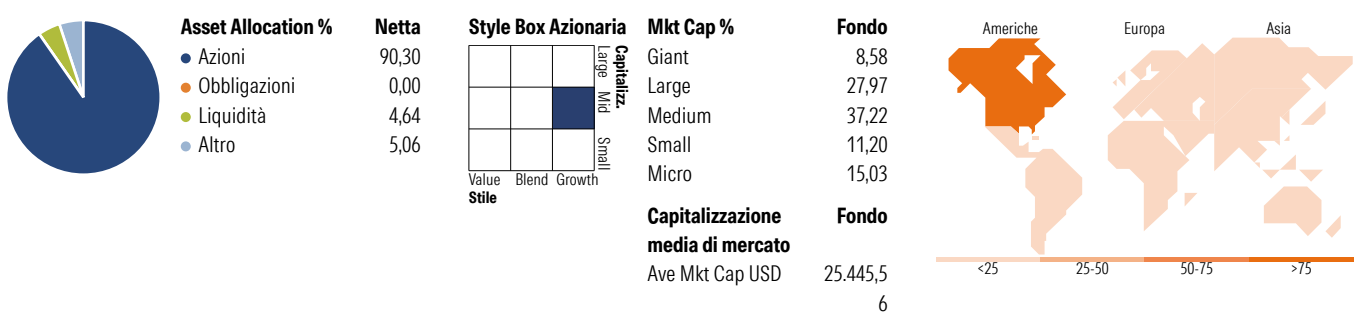 Asset Allocation % Netta
Azioni 90,30
Obbligazioni 0,00
Liquidità 4,64
Altro 5,06
Style Box Azionaria
Capitalizz.
Large Mid Small
Value Blend Growth
Stile
Mkt Cap % Fondo
Giant 8,58
Large 27,97
Medium 37,22
Small 11,20
Micro 15,03
Capitalizzazione Fondo
media di mercato
Ave Mkt Cap USD 25.445,5
6
Americhe Europa Asia
<25 25-50 50-75 >75